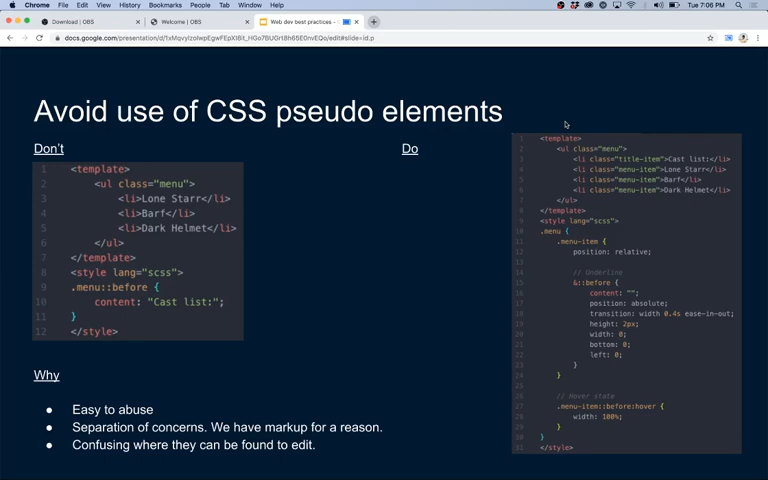 Chrome File Edit View History Bookmarks People Tab Window Help
Tue 7:06 PM
Download | OBS
Welcome | OBS
Web dev best practices -
docs.google.com/presentation/d/
Avoid use of CSS pseudo elements
Don't
1 <template>
2 <ul class="menu">
3 <li>Lone Starr</li>
4 <li>Barf</li>
5 <li>Dark Helmet</li>
6 </ul>
7 </template>
8 <style lang="scss">
9 .menu::before {
10 content: "Cast list:";
11 }
12 </style>
Why
● Easy to abuse
● Separation of concerns. We have markup for a reason.
● Confusing where they can be found to edit.
Do
1 <template>
2 <ul class="menu">
3 <li class="title-item">Cast list:</li>
4 <li class="menu-item">Lone Starr</li>
5 <li class="menu-item">Barf</li>
6 <li class="menu-item">Dark Helmet</li>
7 </ul>
8 </template>
9 <style lang="scss">
10 .menu {
11 .menu-item {
12 position: relative;
13
14 // Underline
15 &::before {
16 content: "";
17 position: absolute;
18 transition: width 0.4s ease-in-out;
19 height: 2px;
20 width: 0;
21 bottom: 0;
22 left: 0;
23 }
24 }
25
26 // Hover state
27 .menu-item::before:hover {
28 width: 100%;
29 }
30 }
31 </style>